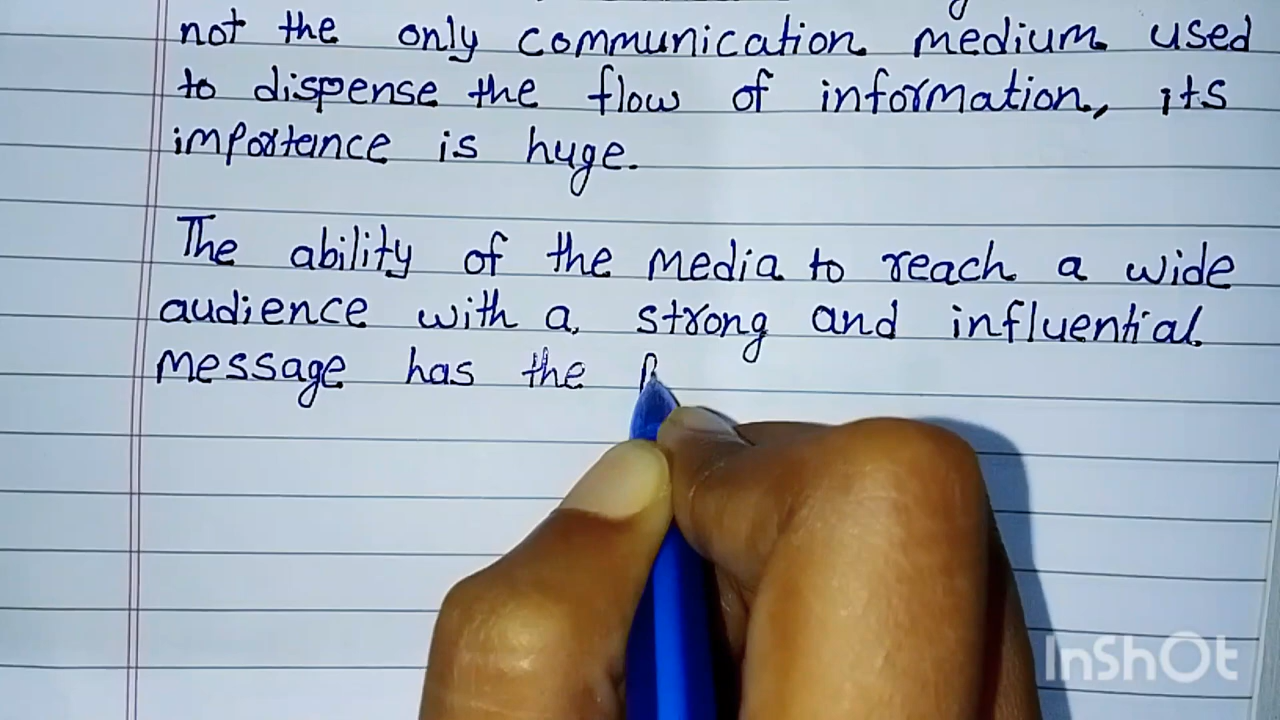 not the only communication medium used
to dispense the flow of information, its
importance is huge.
The ability of the media to reach a wide
audience with a strong and influential
message has the
InShOt